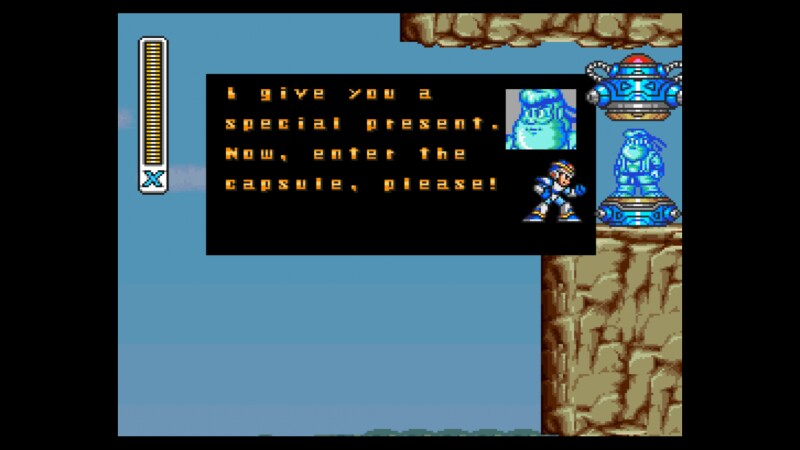 I give you a
special present.
Now, enter the
capsule, please!
X